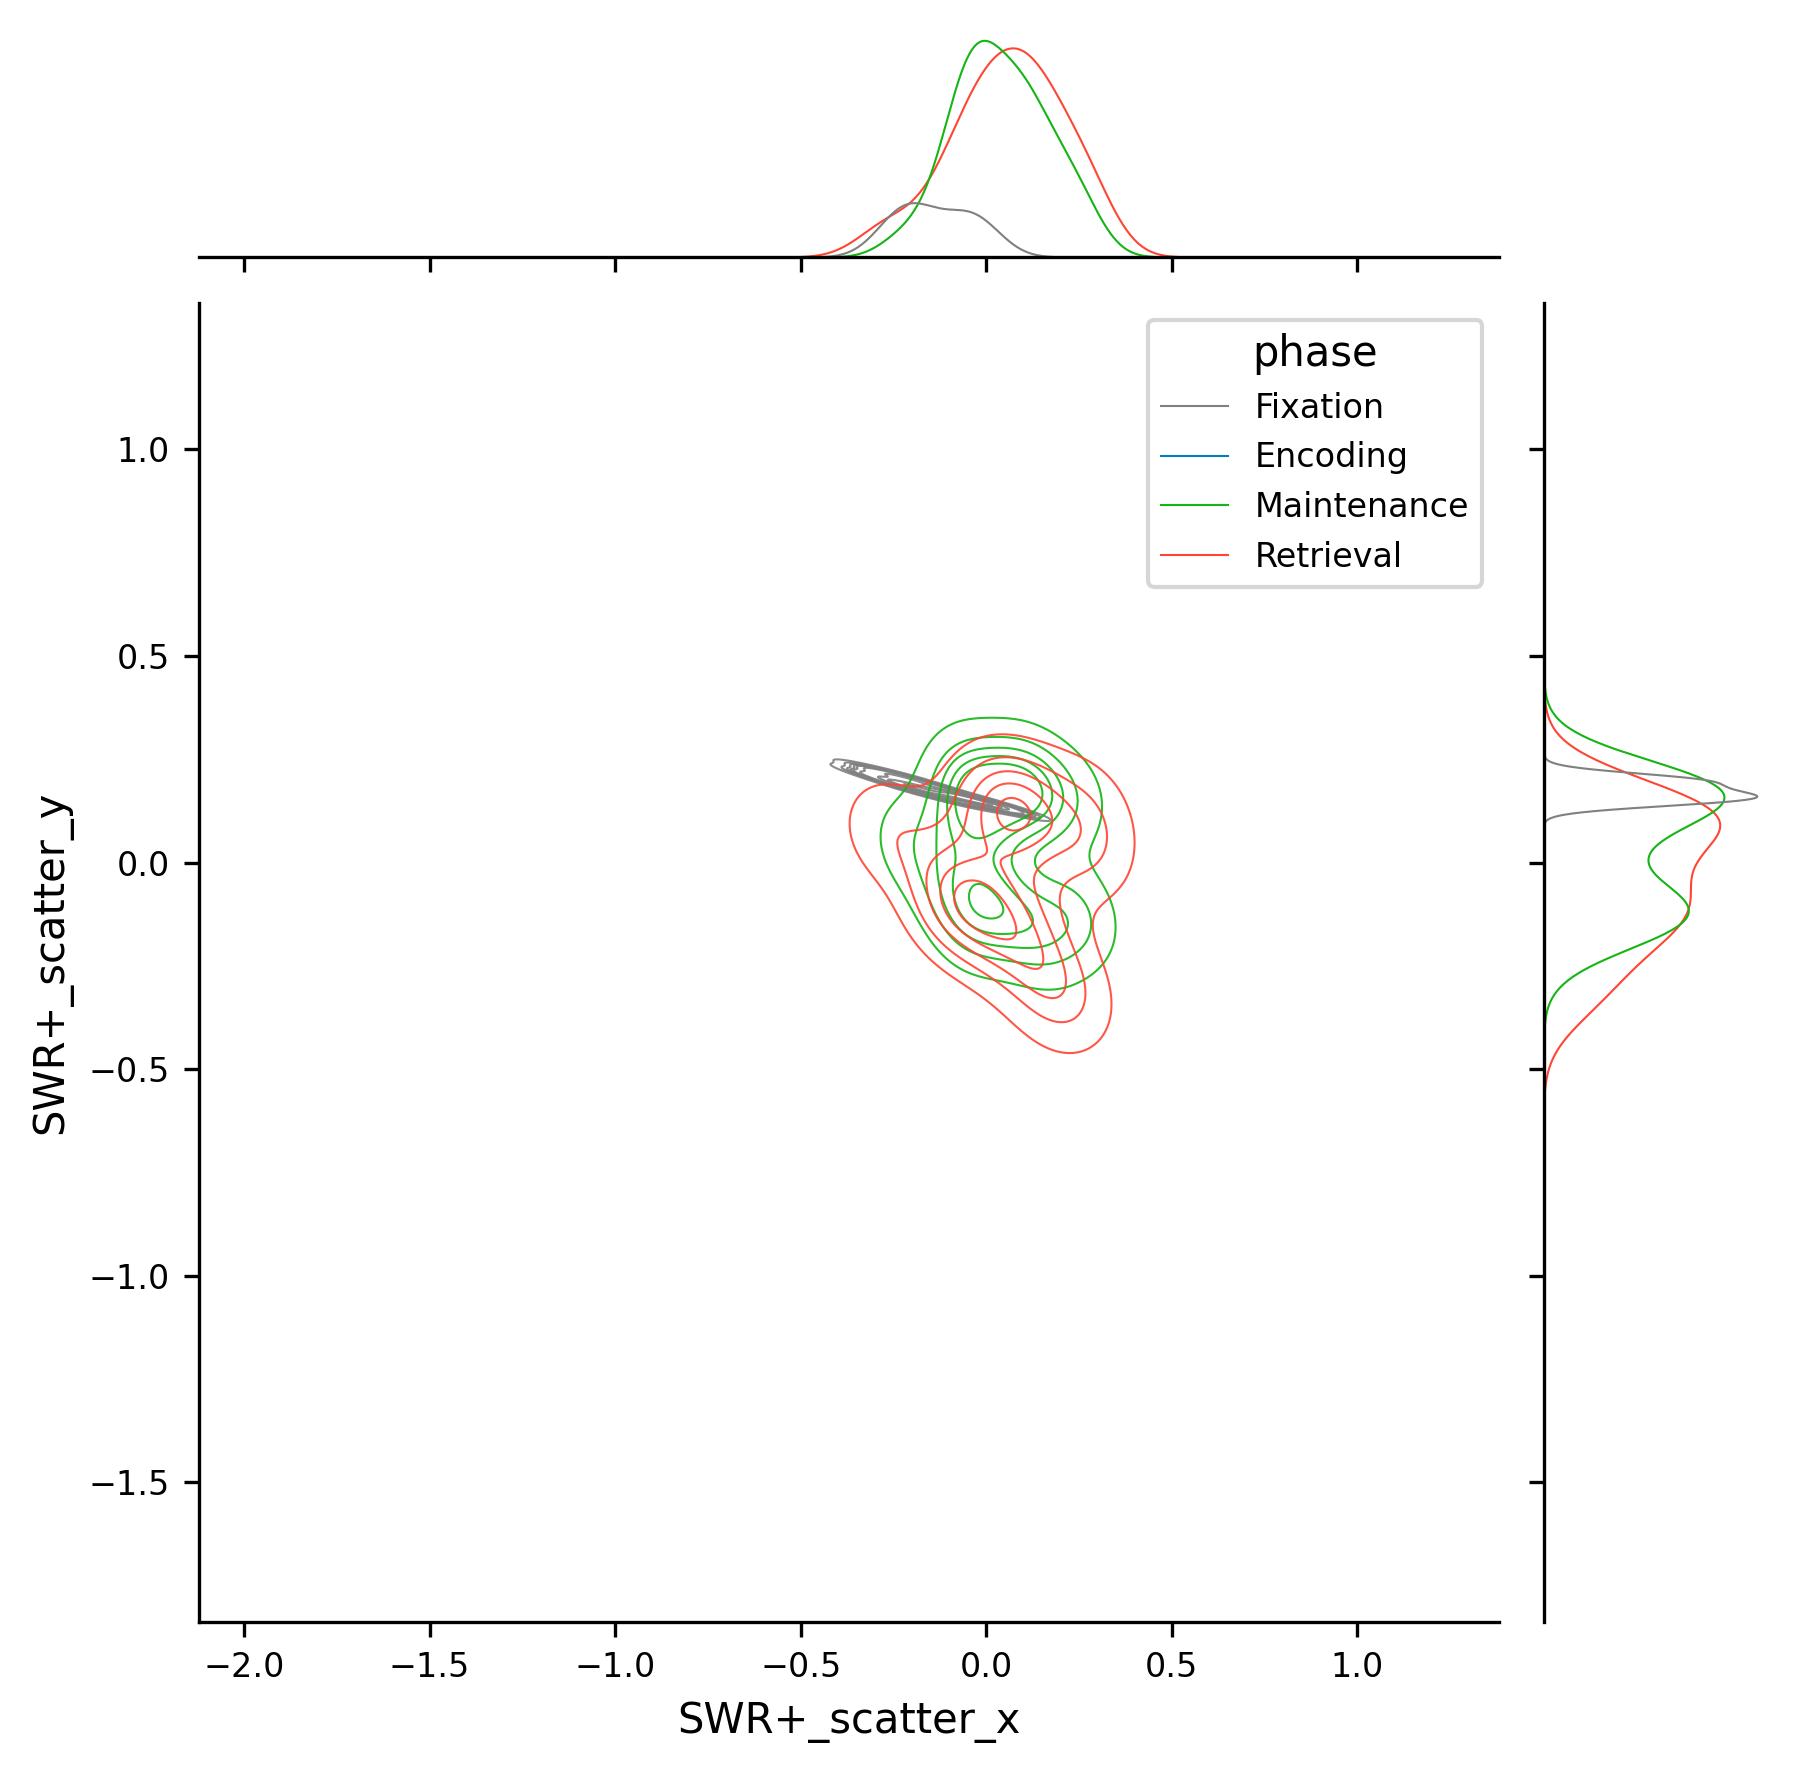 phase
Fixation
Encoding
Maintenance
Retrieval
1.0
0.5
0.0
−0.5
−1.0
−1.5
SWR+_scatter_y
−2.0 −1.5 −1.0 −0.5 0.0 0.5 1.0
SWR+_scatter_x